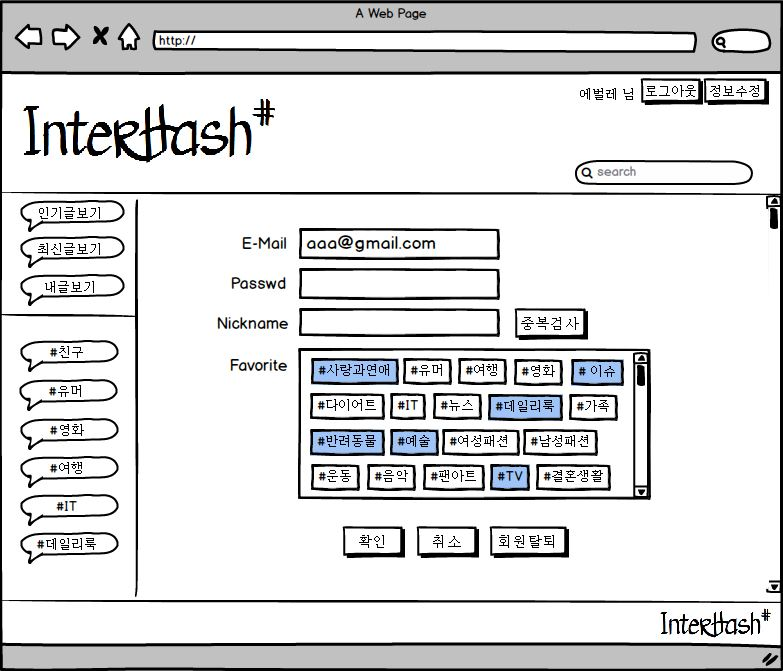 A Web Page
http://
에벌레 님 로그아웃 정보수정
InterHash#
search
인기글보기
최신글보기
내글보기
#친구
#유머
#영화
#여행
#IT
#데일리룩
E-Mail aaa@gmail.com
Passwd
Nickname 중복검사
Favorite
#사랑과연애 #유머 #여행 #영화 # 이슈
#다이어트 #IT #뉴스 #데일리룩 #가족
#반려동물 #예술 #여성패션 #남성패션
#운동 #음악 #팬아트 #TV #결혼생활
확인 취소 회원탈퇴
InterHash#